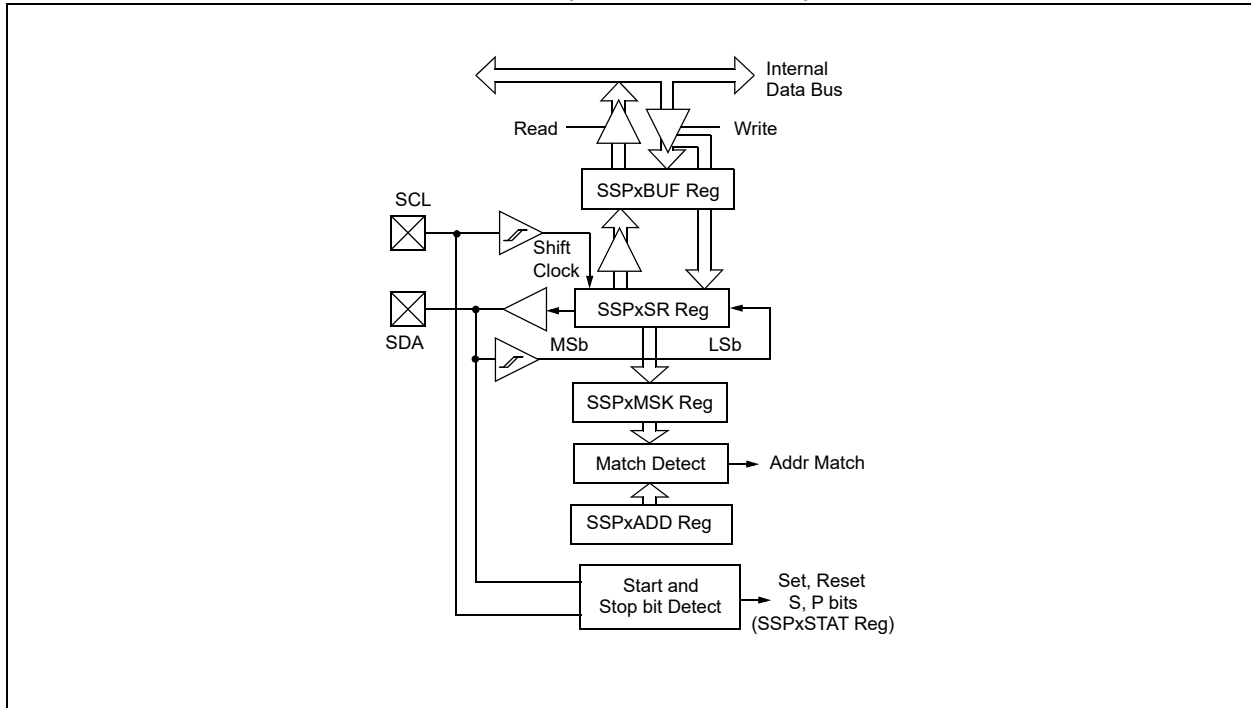 Internal
Data Bus
Read
Write
SSPxBUF Reg
SCL
Shift
Clock
SSPxSR Reg
SDA
MSb
LSb
SSPxMSK Reg
Match Detect
Addr Match
SSPxADD Reg
Start and
Stop bit Detect
Set, Reset
S, P bits
(SSPxSTAT Reg)